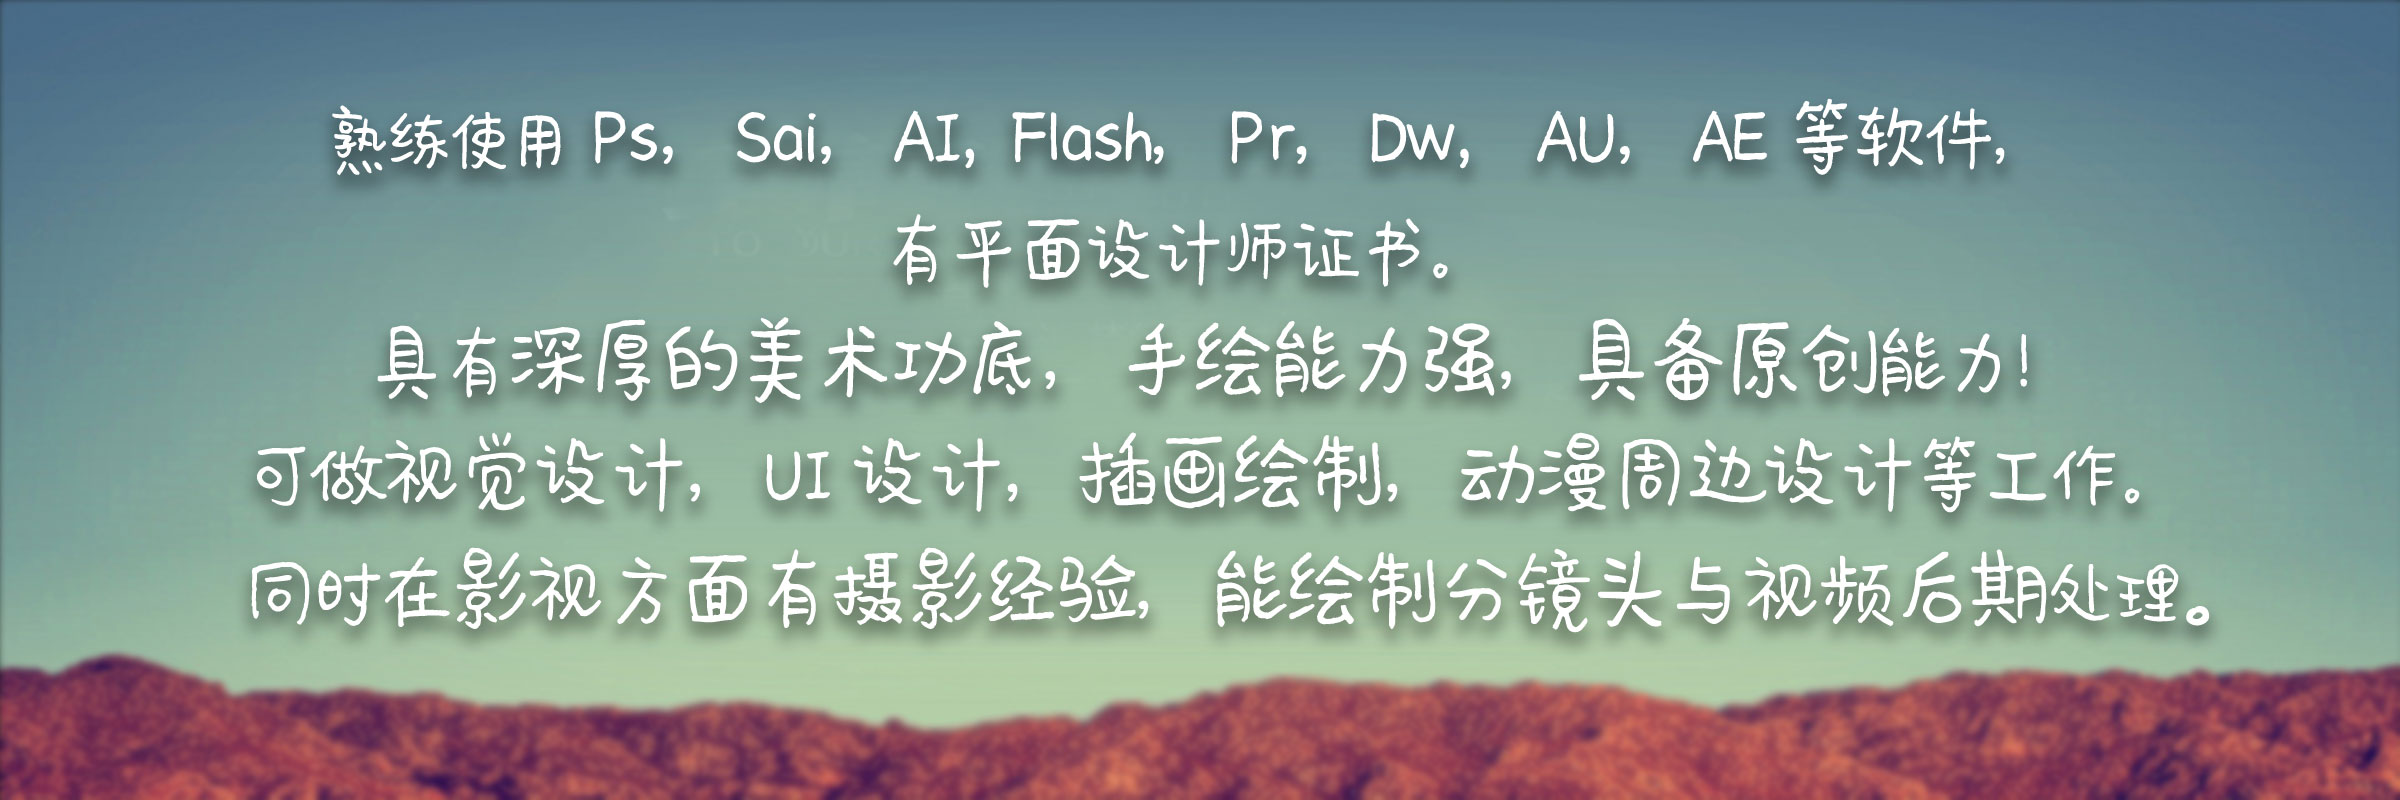 熟练使用 Ps， Sai， AI, Flash， Pr， Dw， AU， AE 等软件，
有平面设计师证书。
具有深厚的美术功底， 手绘能力强， 具备原创能力！
可做视觉设计， UI 设计， 插画绘制， 动漫周边设计等工作。
同时在影视方面有摄影经验， 能绘制分镜头与视频后期处理。